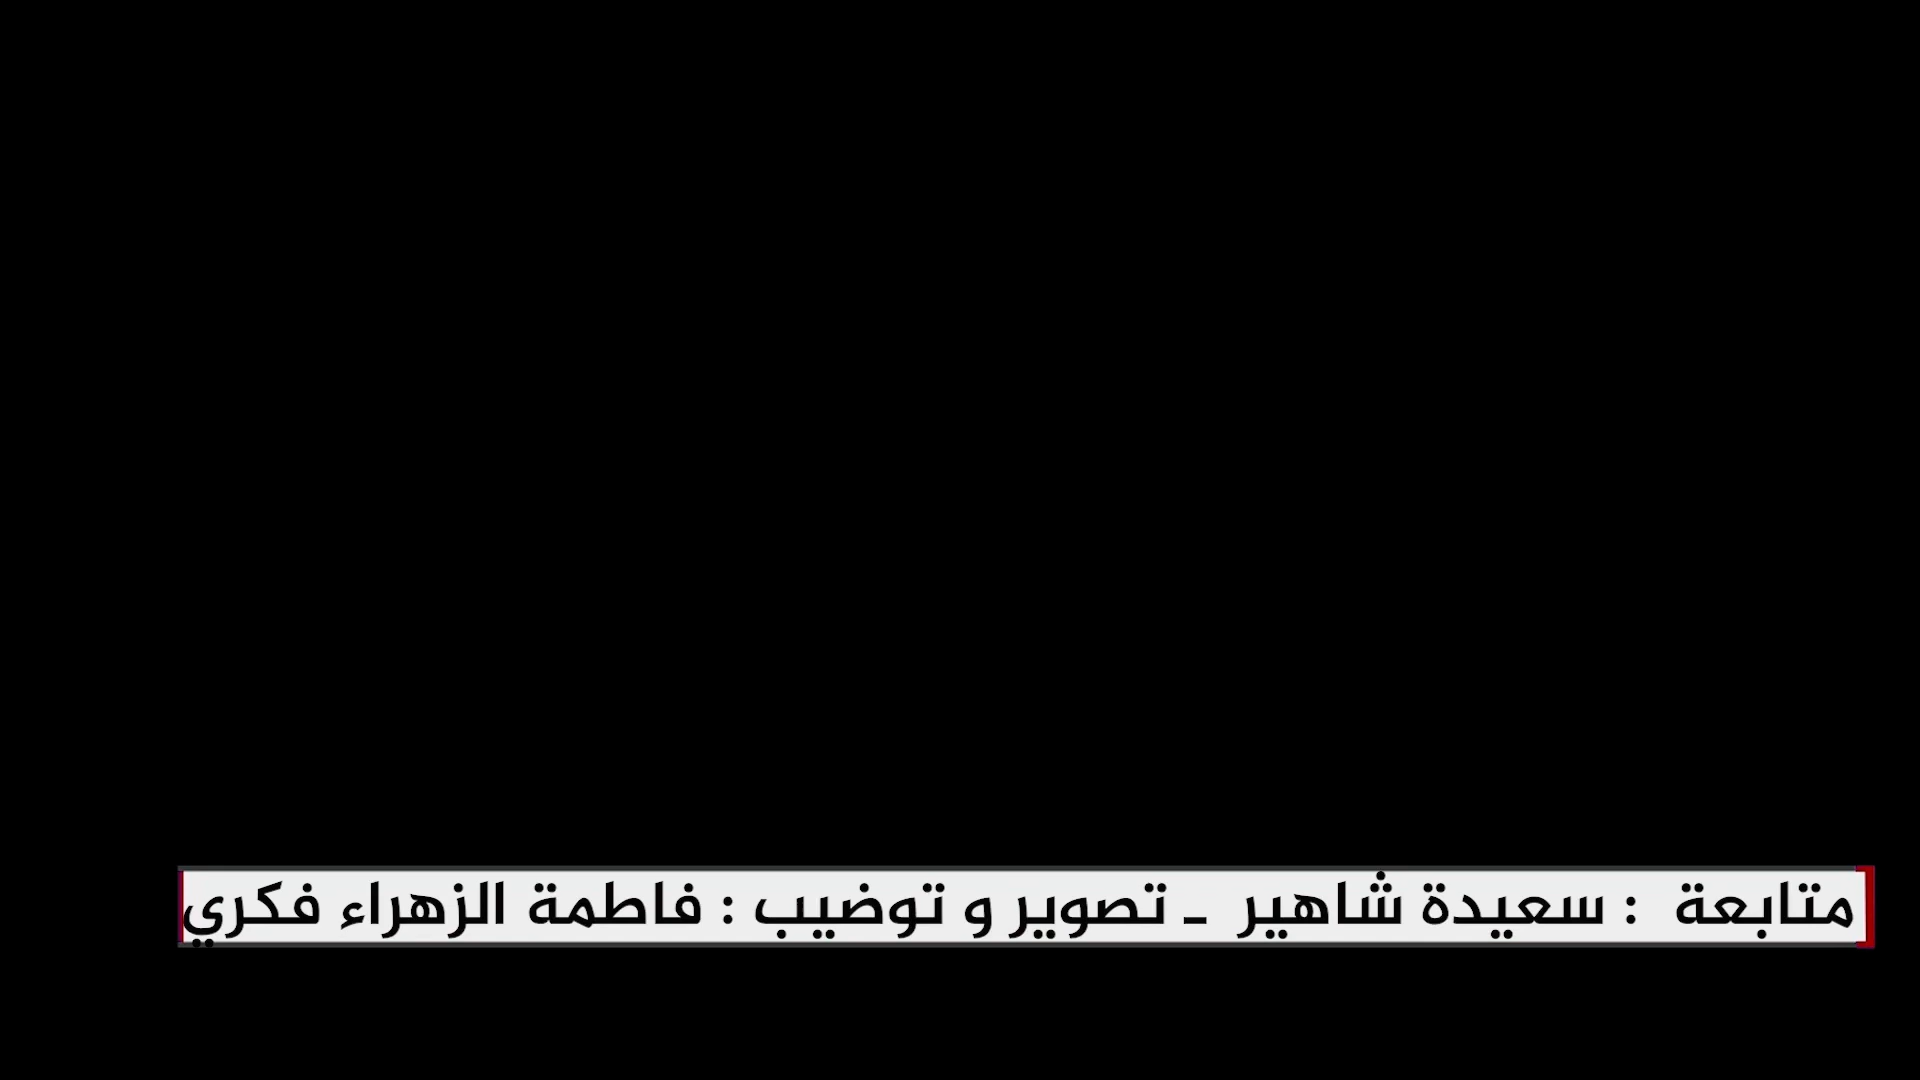 متابعة : سعيدة شاهير - تصوير و توضيب : فاطمة الزهراء فكري